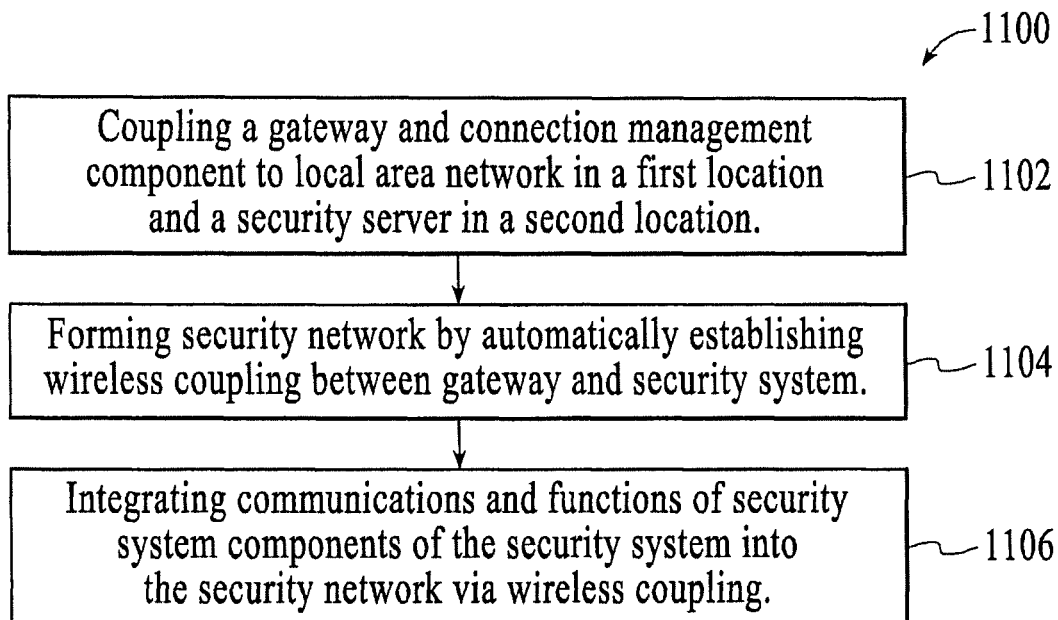 1100
Coupling a gateway and connection management
component to local area network in a first location
and a security server in a second location.
1102
Forming security network by automatically establishing
wireless coupling between gateway and security system.
1104
Integrating communications and functions of security
system components of the security system into
the security network via wireless coupling.
1106